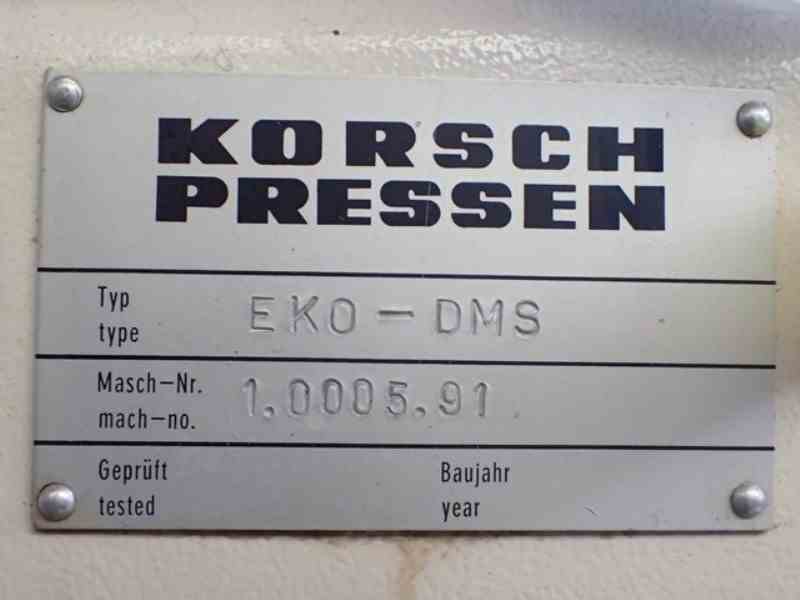 KORSCH
PRESSEN
Typ
type EKO-DMS
Masch-Nr.
mach-no. 1.0005.91
Geprüft Baujahr
tested year